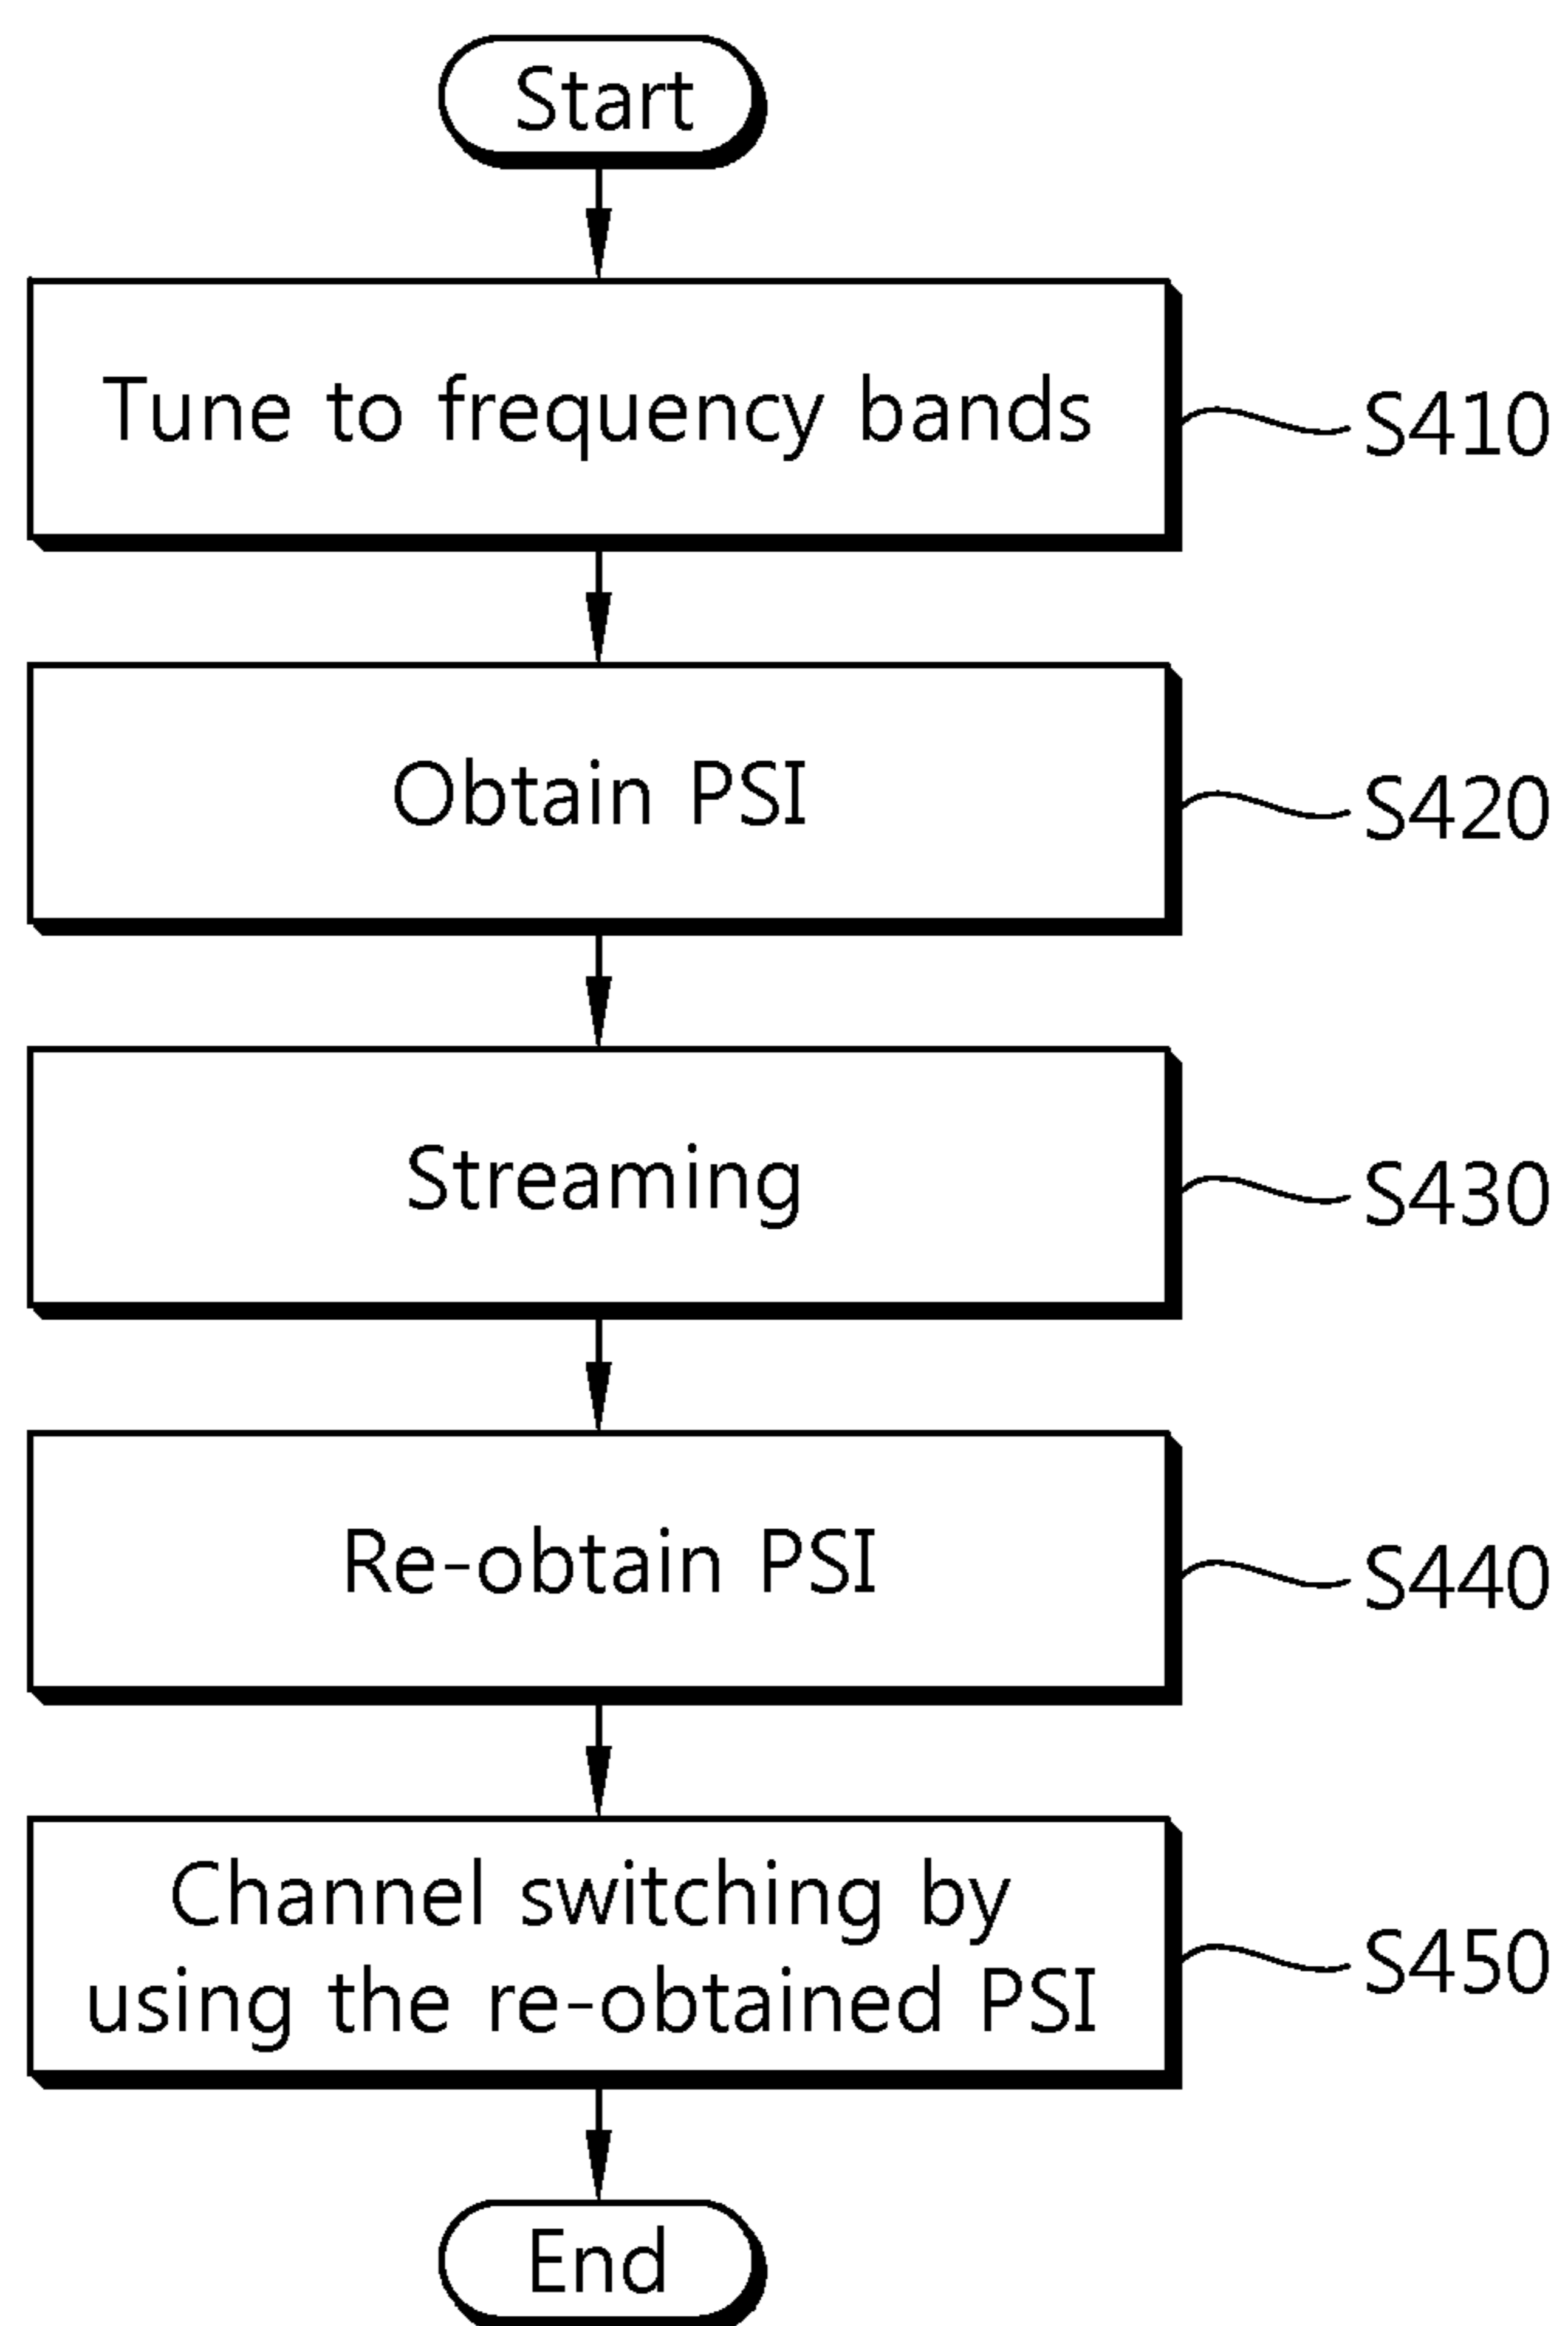 Start
Tune to frequency bands
S410
Obtain PSI
S420
Streaming
S430
Re-obtain PSI
S440
Channel switching by
using the re-obtained PSI
S450
End